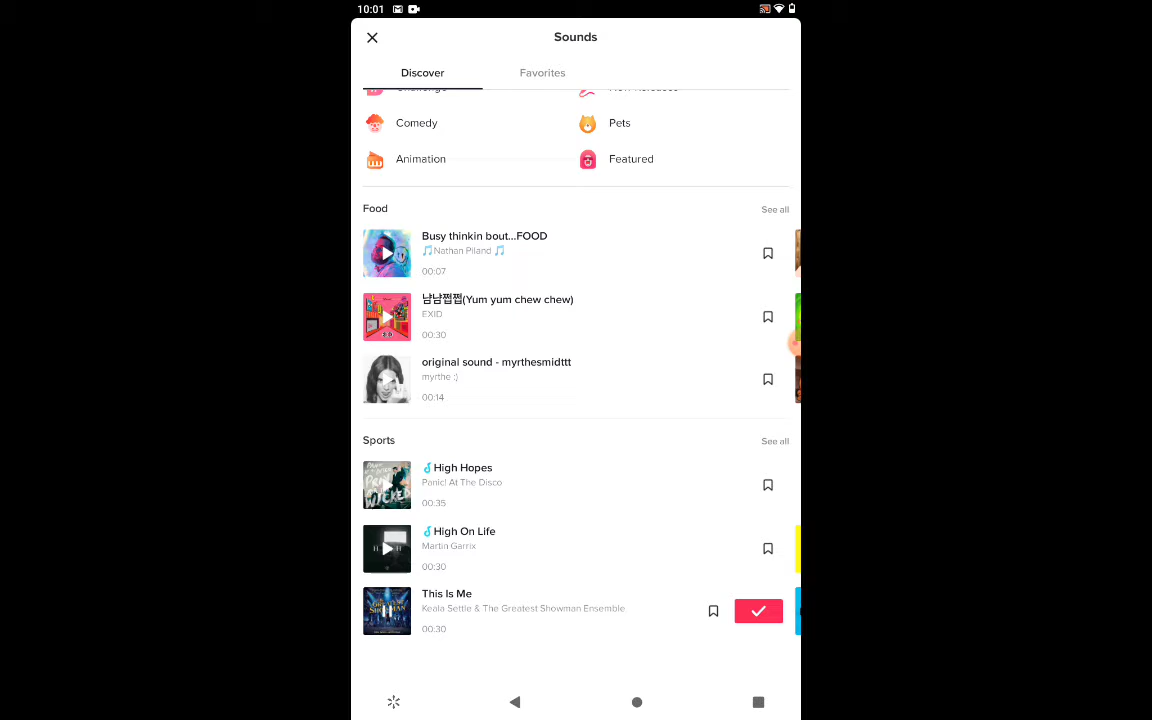 10:01
Sounds
Discover
Favorites
Challenge
New Releases
Comedy
Pets
Animation
Featured
Food
See all
Busy thinkin bout...FOOD
🎵Nathan Piland 🎵
00:07
냠냠쩝쩝(Yum yum chew chew)
EXID
00:30
original sound - myrthesmidttt
myrthe :)
00:14
Sports
See all
High Hopes
Panic! At The Disco
00:35
High On Life
Martin Garrix
00:30
This Is Me
Keala Settle & The Greatest Showman Ensemble
00:30